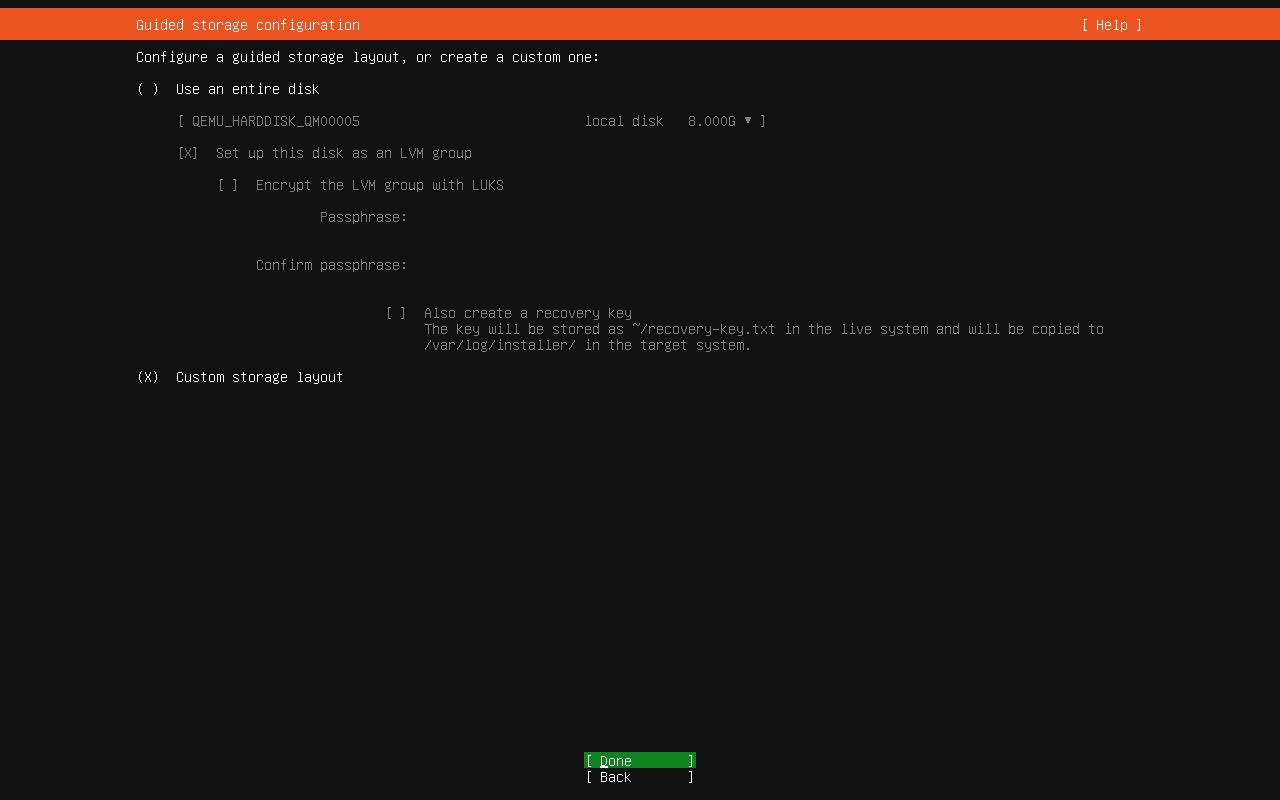 Guided storage configuration [ Help ]
Configure a guided storage layout, or create a custom one:
( ) Use an entire disk
[ QEMU_HARDDISK_QM00005 local disk 8.000G ▾ ]
[X] Set up this disk as an LVM group
[ ] Encrypt the LVM group with LUKS
Passphrase:
Confirm passphrase:
[ ] Also create a recovery key
The key will be stored as ~/recovery-key.txt in the live system and will be copied to
/var/log/installer/ in the target system.
(X) Custom storage layout
[ Done ]
[ Back ]